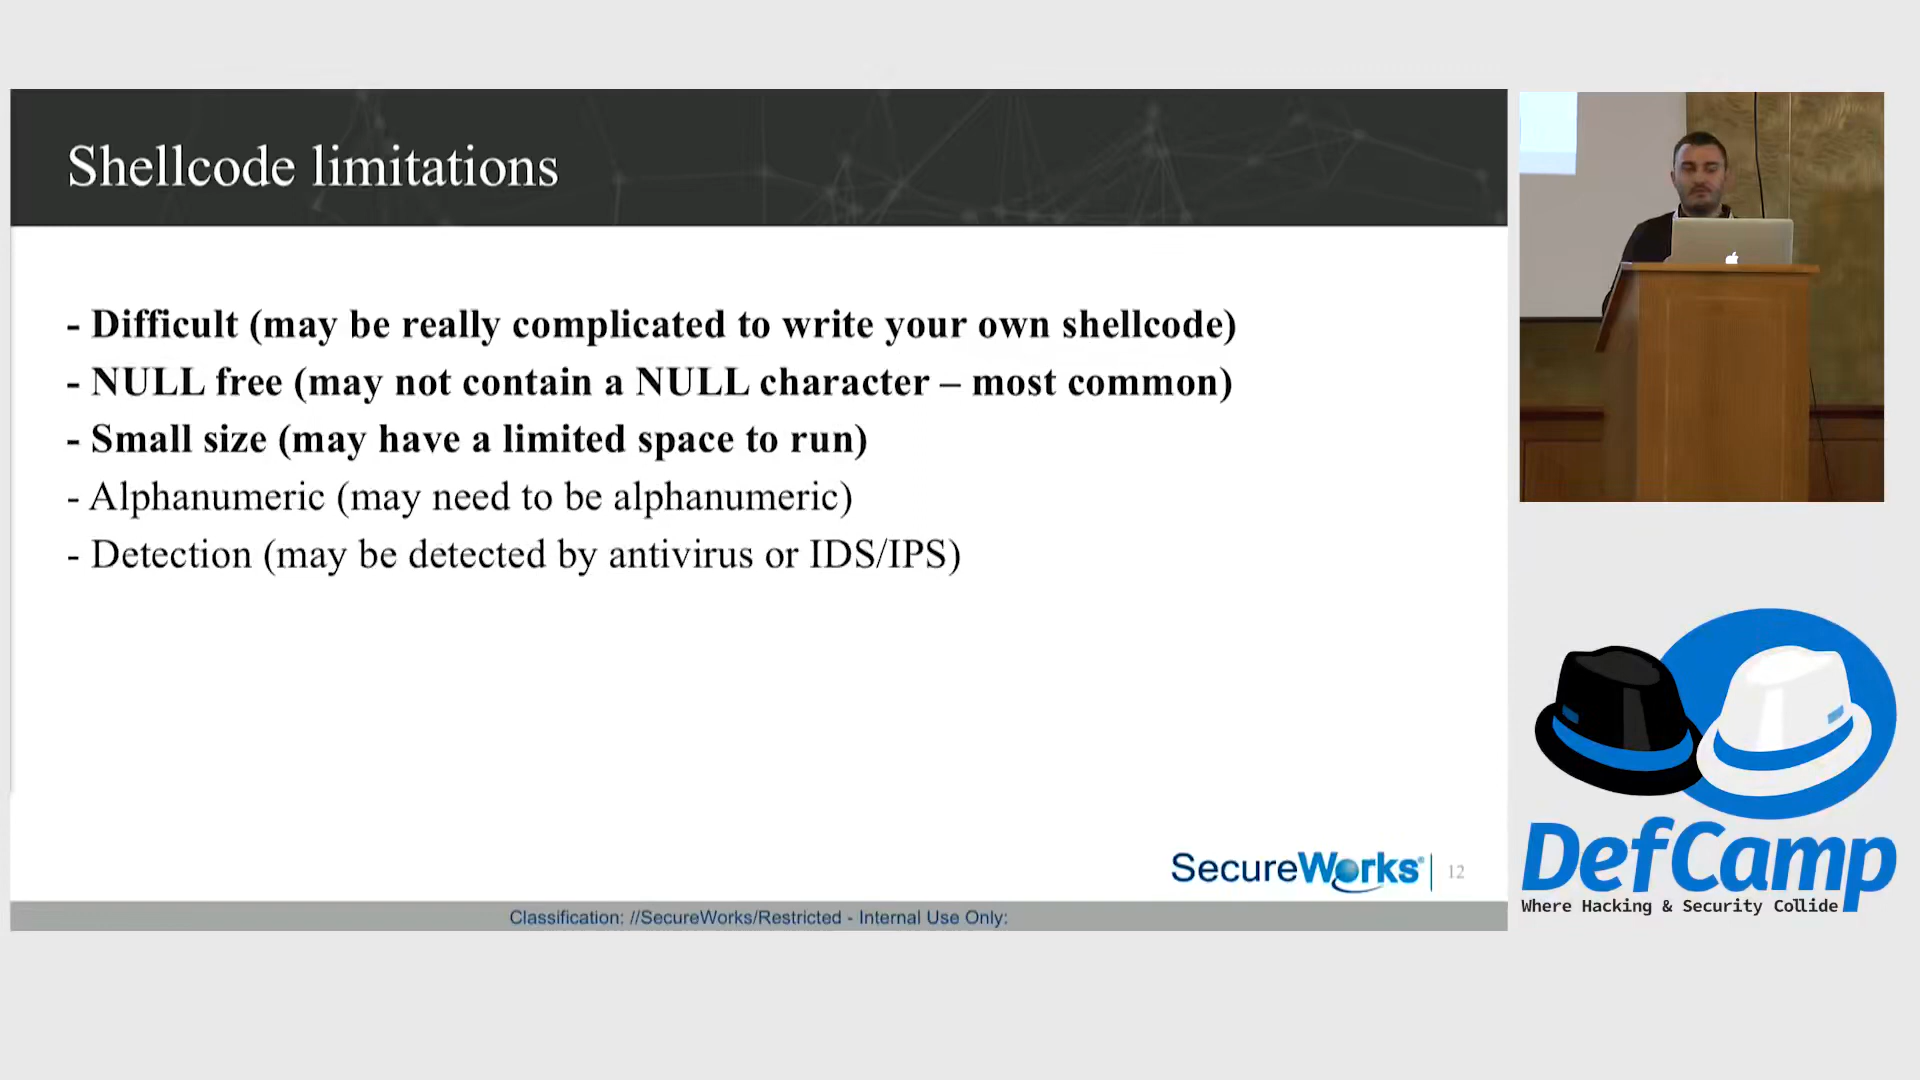 Shellcode limitations
- Difficult (may be really complicated to write your own shellcode)
- NULL free (may not contain a NULL character – most common)
- Small size (may have a limited space to run)
- Alphanumeric (may need to be alphanumeric)
- Detection (may be detected by antivirus or IDS/IPS)
SecureWorks® 12
Classification: //SecureWorks/Restricted - Internal Use Only:
DefCamp
Where Hacking & Security Collide